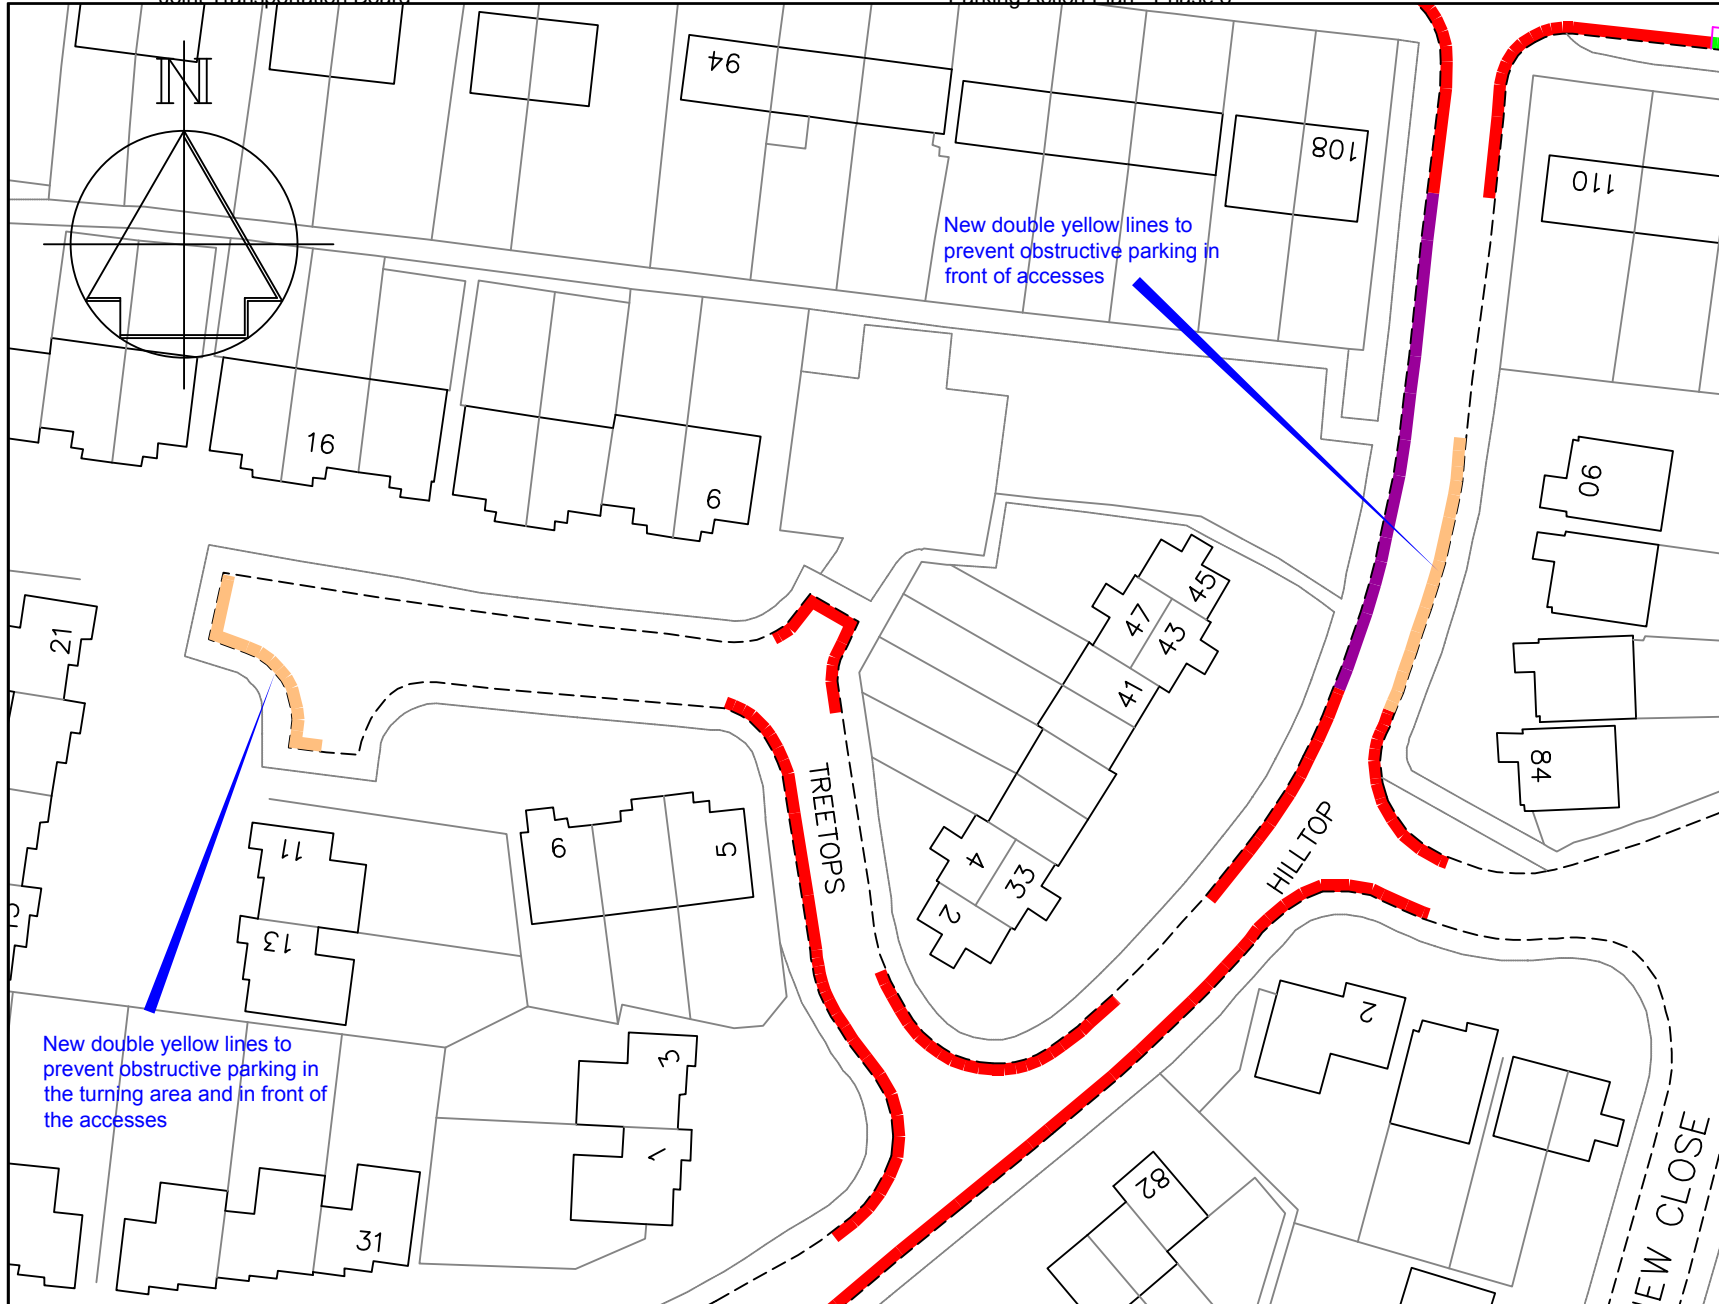 N
94
108
110
New double yellow lines to
prevent obstructive parking in
front of accesses
16
9
90
21
45
47
43
41
84
TREETOPS
HILLTOP
11
6
5
4
33
2
13
2
New double yellow lines to
prevent obstructive parking in
the turning area and in front of
the accesses
3
1
82
31
CLOSE